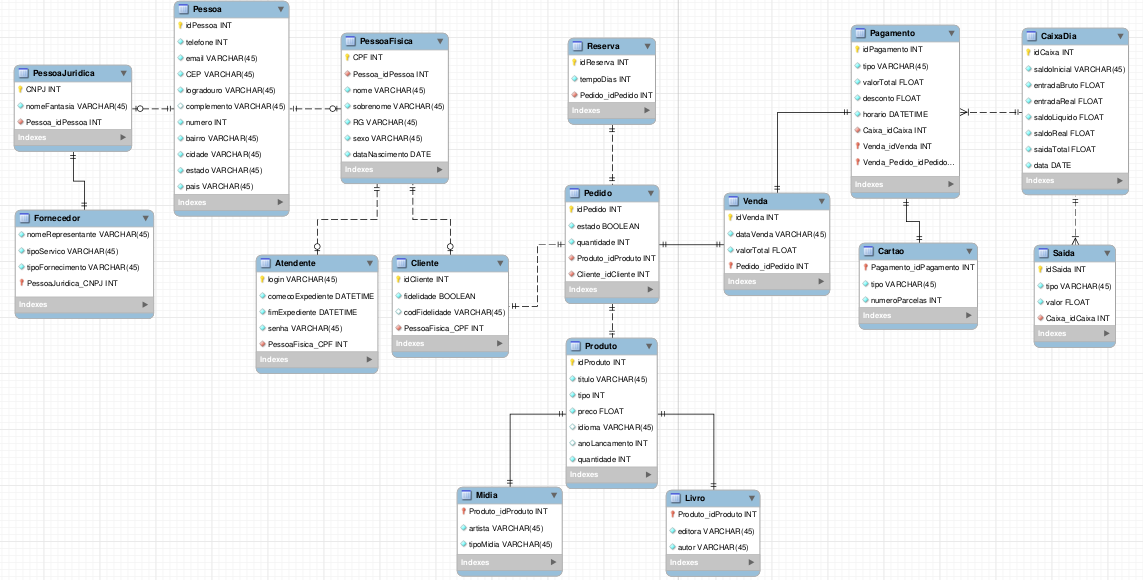 Pessoa
idPessoa INT
telefone INT
email VARCHAR(45)
CEP VARCHAR(45)
logradouro VARCHAR(45)
complemento VARCHAR(45)
numero INT
bairro VARCHAR(45)
cidade VARCHAR(45)
estado VARCHAR(45)
pais VARCHAR(45)
Indexes
PessoaJuridica
CNPJ INT
nomeFantasia VARCHAR(45)
Pessoa_idPessoa INT
Indexes
PessoaFisica
CPF INT
Pessoa_idPessoa INT
nome VARCHAR(45)
sobrenome VARCHAR(45)
RG VARCHAR(45)
sexo VARCHAR(45)
dataNascimento DATE
Indexes
Reserva
idReserva INT
tempoDias INT
Pedido_idPedido INT
Indexes
Pagamento
idPagamento INT
tipo VARCHAR(45)
valorTotal FLOAT
desconto FLOAT
horario DATETIME
Caixa_idCaixa INT
Venda_idVenda INT
Venda_Pedido_idPedido...
Indexes
CaixaDia
idCaixa INT
saldoInicial VARCHAR(45)
entradaBruto FLOAT
entradaReal FLOAT
saldoLiquido FLOAT
saldoReal FLOAT
saidaTotal FLOAT
data DATE
Indexes
Fornecedor
nomeRepresentante VARCHAR(45)
tipoServico VARCHAR(45)
tipoFornecimento VARCHAR(45)
PessoaJuridica_CNPJ INT
Indexes
Atendente
login VARCHAR(45)
comecoExpediente DATETIME
fimExpediente DATETIME
senha VARCHAR(45)
PessoaFisica_CPF INT
Indexes
Cliente
idCliente INT
fidelidade BOOLEAN
codFidelidade VARCHAR(45)
PessoaFisica_CPF INT
Indexes
Pedido
idPedido INT
estado BOOLEAN
quantidade INT
Produto_idProduto INT
Cliente_idCliente INT
Indexes
Venda
idVenda INT
dataVenda VARCHAR(45)
valorTotal FLOAT
Pedido_idPedido INT
Indexes
Cartao
Pagamento_idPagamento INT
tipo VARCHAR(45)
numeroParcelas INT
Indexes
Saida
idSaida INT
tipo VARCHAR(45)
valor FLOAT
Caixa_idCaixa INT
Indexes
Produto
idProduto INT
titulo VARCHAR(45)
tipo INT
preco FLOAT
idioma VARCHAR(45)
anoLancamento INT
quantidade INT
Indexes
Midia
Produto_idProduto INT
artista VARCHAR(45)
tipoMidia VARCHAR(45)
Indexes
Livro
Produto_idProduto INT
editora VARCHAR(45)
autor VARCHAR(45)
Indexes